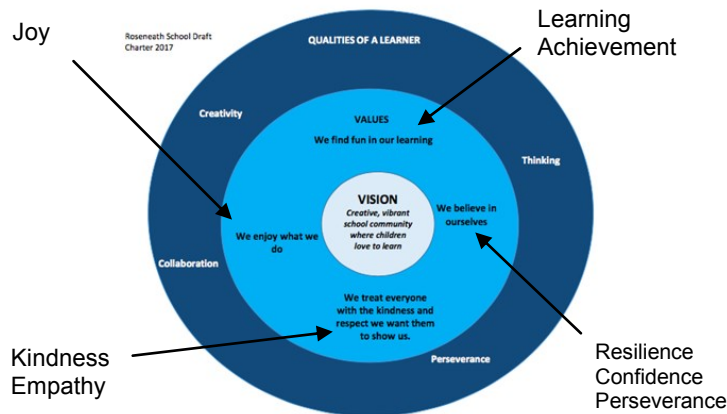 Joy
Roseneath School Draft
Charter 2017
QUALITIES OF A LEARNER
Learning
Achievement
Creativity
VALUES
We find fun in our learning
Thinking
VISION
Creative, vibrant
school community
where children
love to learn
We believe in
ourselves
We enjoy what we
do
Collaboration
We treat everyone
with the kindness and
respect we want them
to show us.
Perseverance
Kindness
Empathy
Resilience
Confidence
Perseverance